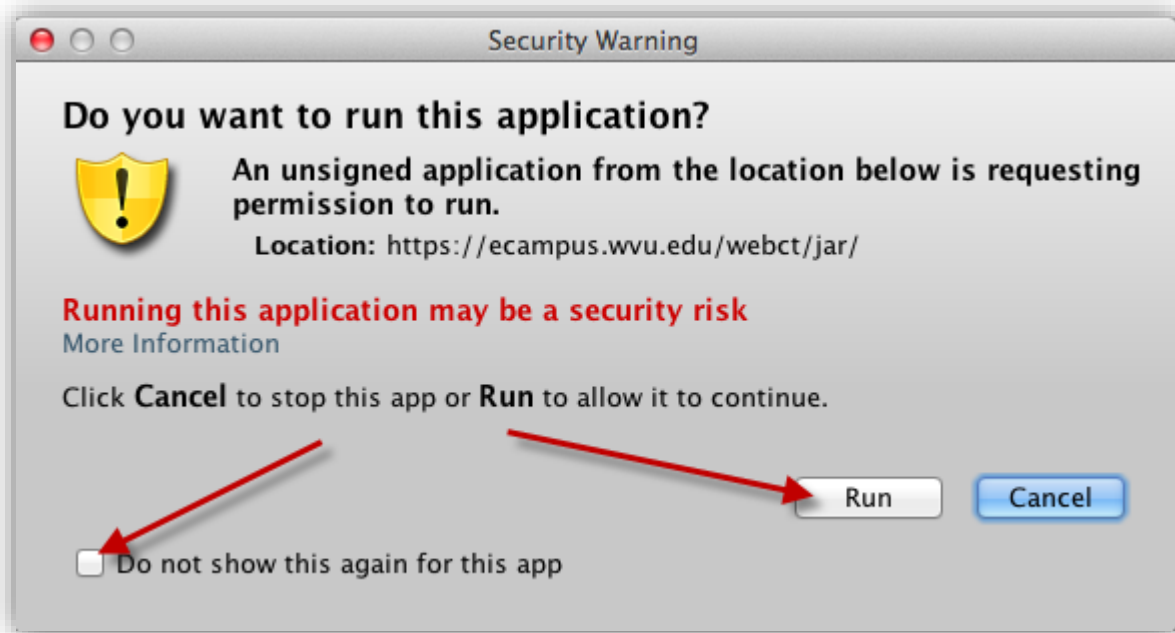 Security Warning
Do you want to run this application?
An unsigned application from the location below is requesting
permission to run.
Location: https://ecampus.wvu.edu/webct/jar/
Running this application may be a security risk
More Information
Click Cancel to stop this app or Run to allow it to continue.
Run Cancel
Do not show this again for this app